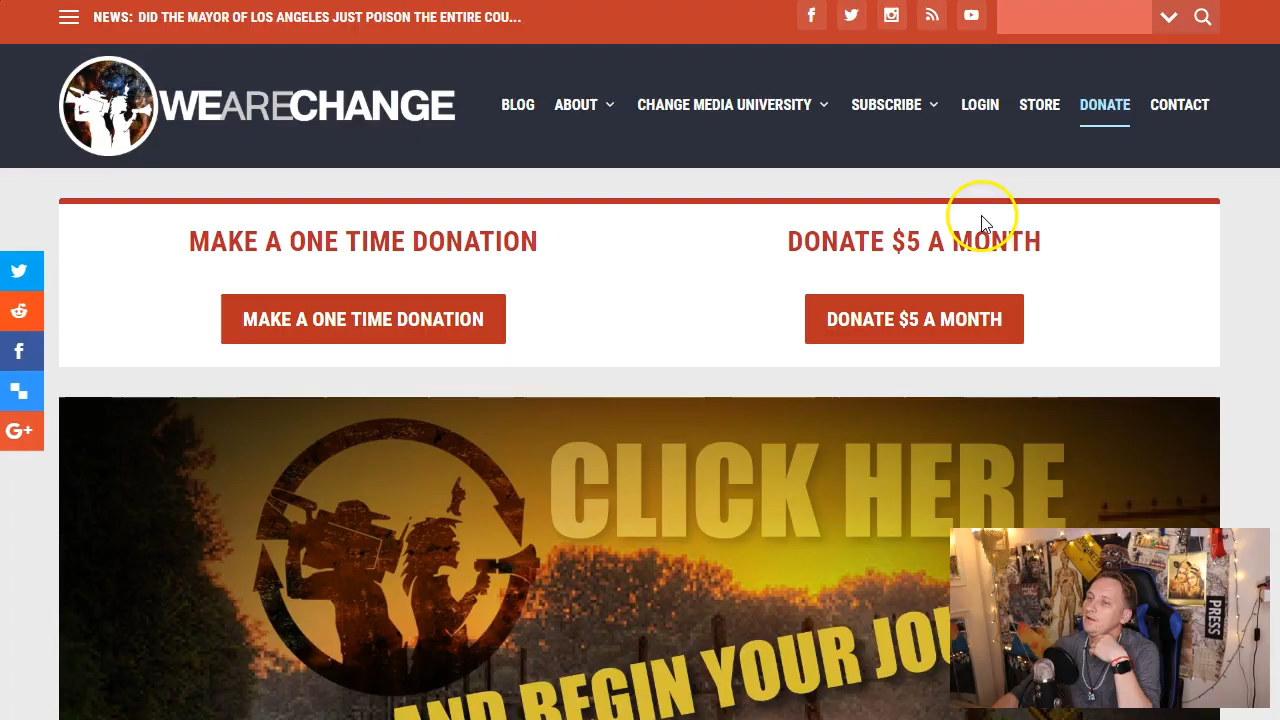 NEWS: DID THE MAYOR OF LOS ANGELES JUST POISON THE ENTIRE COU...
WEARECHANGE
BLOG ABOUT CHANGE MEDIA UNIVERSITY SUBSCRIBE LOGIN STORE DONATE CONTACT
MAKE A ONE TIME DONATION
DONATE $5 A MONTH
MAKE A ONE TIME DONATION
DONATE $5 A MONTH
G+
CLICK HERE
AND BEGIN YOUR
PRESS